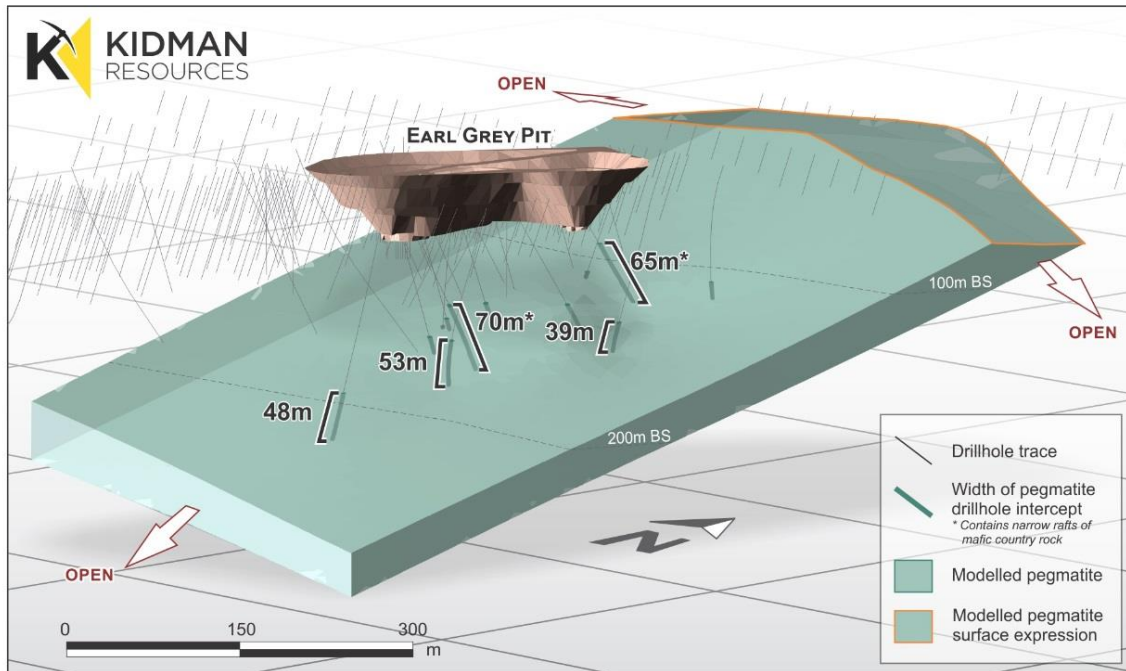 KIDMAN
RESOURCES
OPEN
EARL GREY PIT
65m*
100m BS
70m*
39m
OPEN
53m
48m
200m BS
OPEN
N
0 150 300
m
Drillhole trace
Width of pegmatite
drillhole intercept
* Contains narrow rafts of
mafic country rock
Modelled pegmatite
Modelled pegmatite
surface expression